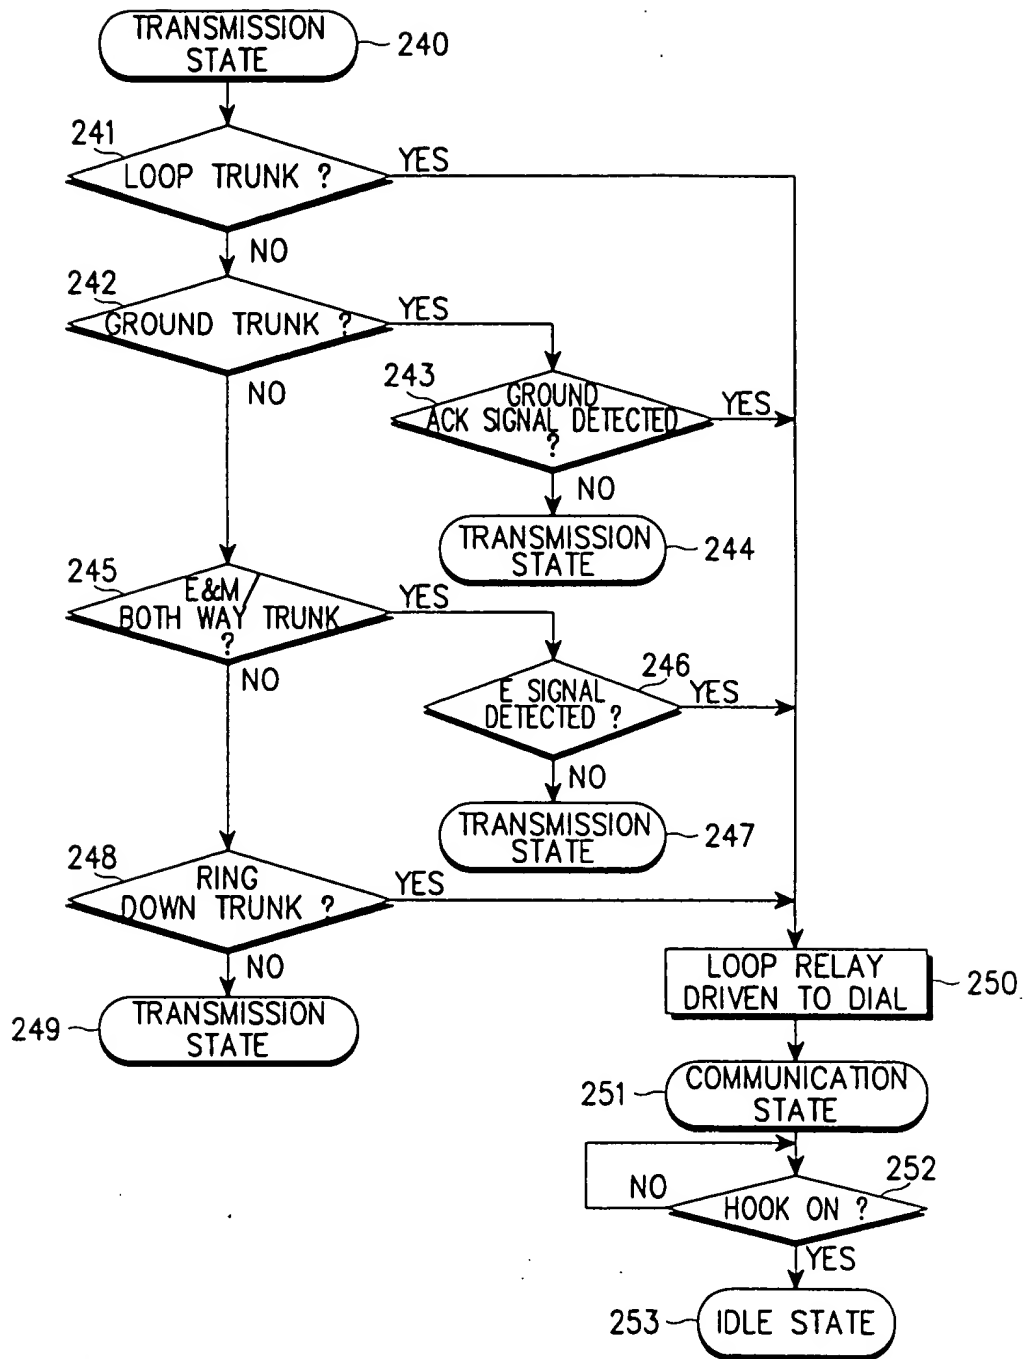 TRANSMISSION
STATE
240
241
LOOP TRUNK ?
YES
NO
242
GROUND TRUNK ?
YES
NO
243
GROUND
ACK SIGNAL DETECTED
?
YES
NO
TRANSMISSION
STATE
244
245
E&M/
BOTH WAY TRUNK
?
YES
NO
246
E SIGNAL
DETECTED ?
YES
NO
TRANSMISSION
STATE
247
248
RING
DOWN TRUNK ?
YES
NO
249
TRANSMISSION
STATE
LOOP RELAY
DRIVEN TO DIAL
250
251
COMMUNICATION
STATE
252
HOOK ON ?
NO
YES
253
IDLE STATE